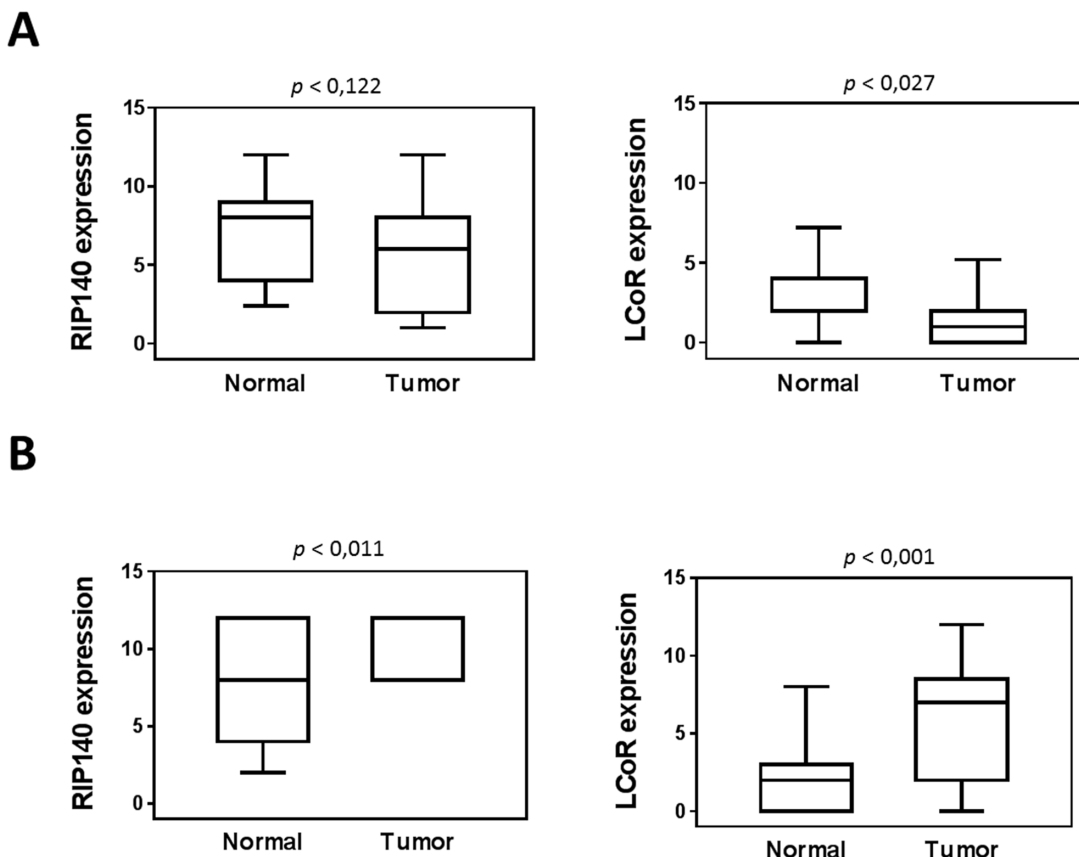 A
p < 0,122
RIP140 expression
15
10
5
0
Normal Tumor
p < 0,027
LCoR expression
15
10
5
0
Normal Tumor
B
p < 0,011
RIP140 expression
15
10
5
0
Normal Tumor
p < 0,001
LCoR expression
15
10
5
0
Normal Tumor